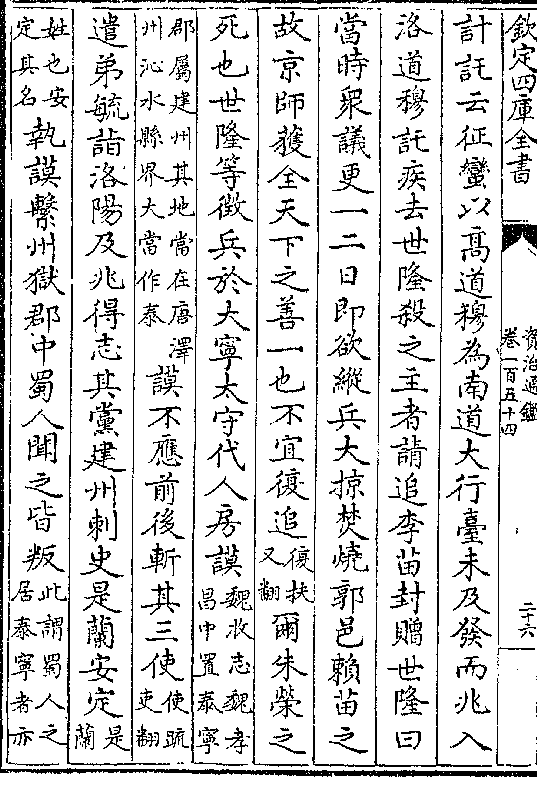 欽定四庫全書
資治通鑑
卷一百五十四
二十六
計託云征蠻以高道穆為南道大行臺未及發而兆入
洛道穆託疾去世隆殺之主者請追李苗封贈世隆曰
當時衆議更一二日即欲縱兵大掠焚燒郭邑賴苗之
故京師獲全天下之善一也不宜復追復扶又翻爾朱榮之
死也世隆等徵兵於大寧太守代人房謨魏收志魏孝昌中置泰寧
郡屬建州其地當在唐澤州沁水縣界大當作泰謨不應前後斬其三使使疏吏翻
遣弟毓詣洛陽及兆得志其黨建州刺史是蘭安定是蘭
姓也安定其名執謨繫州獄郡中蜀人聞之皆叛此謂蜀人之居泰寧者亦